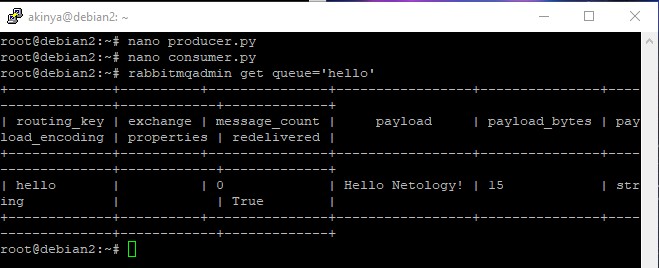 akinya@debian2: ~
root@debian2:~# nano producer.py
root@debian2:~# nano consumer.py
root@debian2:~# rabbitmqadmin get queue='hello'
+-------------+----------+---------------+------------------+---------------+----
--------------+------------+-------------+
| routing_key | exchange | message_count |     payload      | payload_bytes | pay
load_encoding | properties | redelivered |
+-------------+----------+---------------+------------------+---------------+----
--------------+------------+-------------+
| hello       |          | 0             | Hello Netology! | 15            | str
ing           |            | True        |
+-------------+----------+---------------+------------------+---------------+----
--------------+------------+-------------+
root@debian2:~#